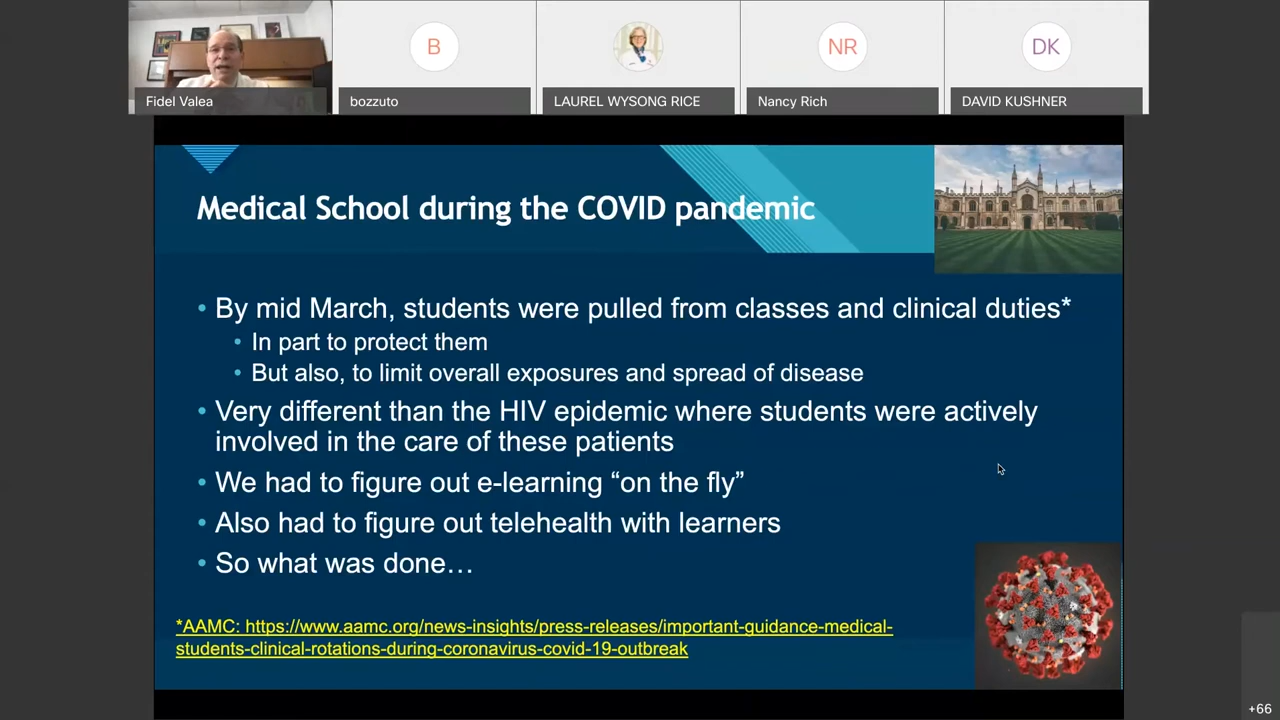 B
NR
DK
Fidel Valea
bozzuto
LAUREL WYSONG RICE
Nancy Rich
DAVID KUSHNER
Medical School during the COVID pandemic
• By mid March, students were pulled from classes and clinical duties*
• In part to protect them
• But also, to limit overall exposures and spread of disease
• Very different than the HIV epidemic where students were actively
involved in the care of these patients
• We had to figure out e-learning “on the fly”
• Also had to figure out telehealth with learners
• So what was done…
*AAMC: https://www.aamc.org/news-insights/press-releases/important-guidance-medical-
students-clinical-rotations-during-coronavirus-covid-19-outbreak
+66